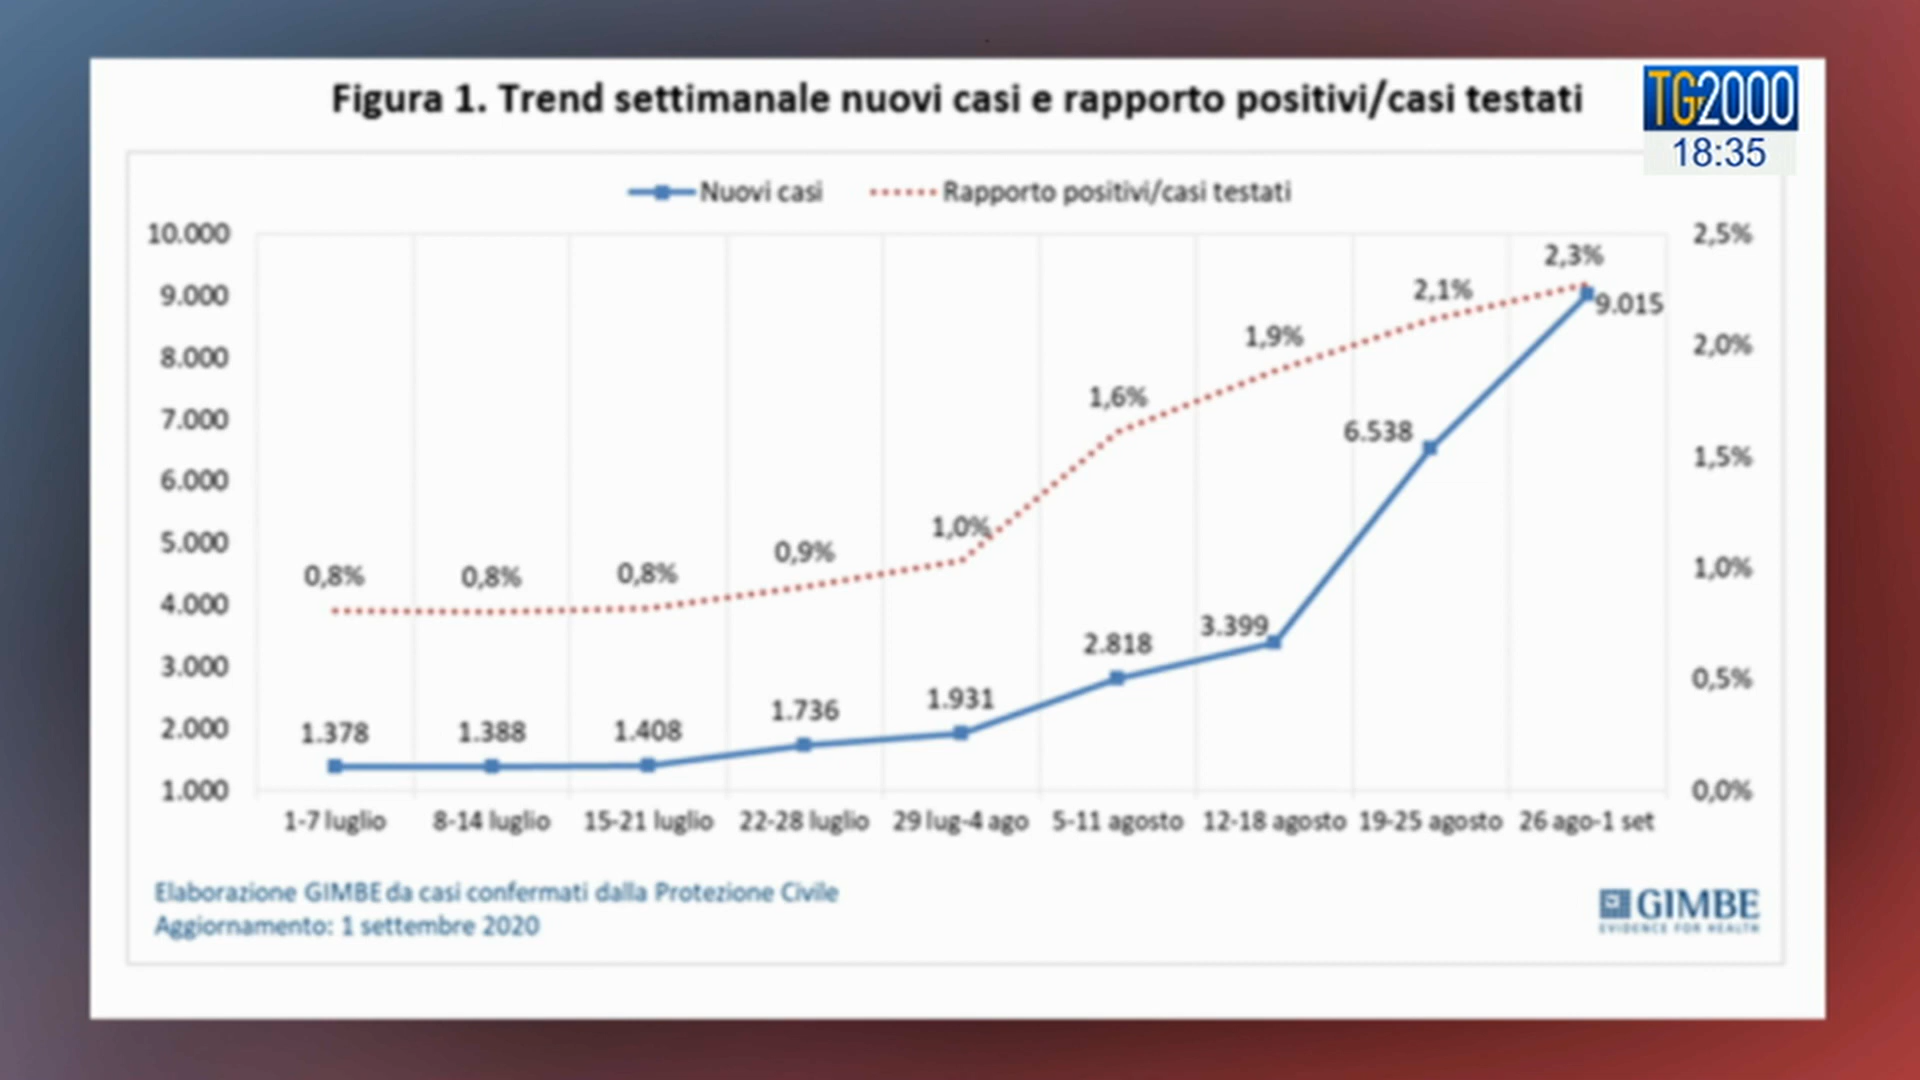 Figura 1. Trend settimanale nuovi casi e rapporto positivi/casi testati
TG2000
18:35
Nuovi casi
Rapporto positivi/casi testati
10.000
9.000
8.000
7.000
6.000
5.000
4.000
3.000
2.000
1.000
2,5%
2,0%
1,5%
1,0%
0,5%
0,0%
0,8%
0,8%
0,8%
0,9%
1,0%
1,6%
1,9%
2,1%
2,3%
1.378
1.388
1.408
1.736
1.931
2.818
3.399
6.538
9.015
1-7 luglio
8-14 luglio
15-21 luglio
22-28 luglio
29 lug-4 ago
5-11 agosto
12-18 agosto
19-25 agosto
26 ago-1 set
Elaborazione GIMBE da casi confermati dalla Protezione Civile
Aggiornamento: 1 settembre 2020
GIMBE
EVIDENCE FOR HEALTH